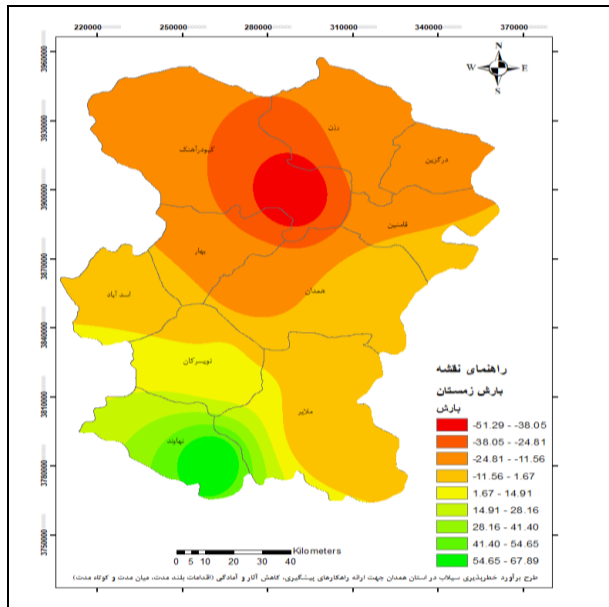 220000 250000 280000 310000 340000 370000
3960000
3930000
3900000
3870000
3840000
3810000
3780000
3750000
N
W E
S
رزن
کبودرآهنگ
درگزین
فامنین
بهار
همدان
اسد آباد
تویسرکان
ملایر
نهاوند
راهنمای نقشه
بارش زمستان
بارش
-51.29 - -38.05
-38.05 - -24.81
-24.81 - -11.56
-11.56 - 1.67
1.67 - 14.91
14.91 - 28.16
28.16 - 41.40
41.40 - 54.65
54.65 - 67.89
Kilometers
0 5 10 20 30 40
طرح برآورد خطرپذیری سیلاب در استان همدان جهت ارائه راهکارهای پیشگیری، کاهش آثار و آمادگی (اقدامات بلند مدت، میان مدت و کوتاه مدت)